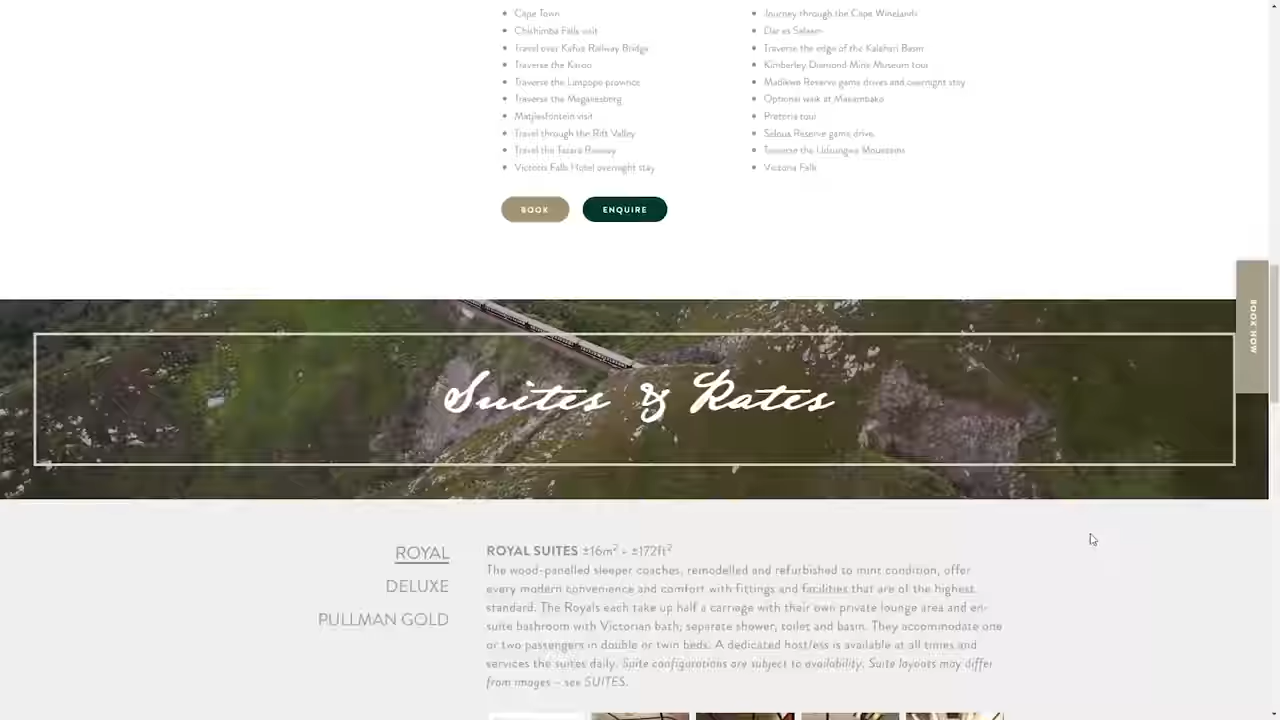 Cape Town
Chishimba Falls visit
Travel over Kafue Railway Bridge
Traverse the Karoo
Traverse the Limpopo province
Traverse the Magaliesberg
Matjiesfontein visit
Travel through the Rift Valley
Travel the Tazara Railway
Victoria Falls Hotel overnight stay
Journey through the Cape Winelands
Dar es Salaam
Traverse the edge of the Kalahari Basin
Kimberley Diamond Mine Museum tour
Madikwe Reserve game drives and overnight stay
Optional walk at Makambako
Pretoria tour
Selous Reserve game drive
Traverse the Udzungwa Mountains
Victoria Falls
BOOK
ENQUIRE
BOOK NOW
Suites & Rates
ROYAL
DELUXE
PULLMAN GOLD
ROYAL SUITES ±16m² - ±172ft²
The wood-panelled sleeper coaches, remodelled and refurbished to mint condition, offer
every modern convenience and comfort with fittings and facilities that are of the highest
standard. The Royals each take up half a carriage with their own private lounge area and en-
suite bathroom with Victorian bath; separate shower, toilet and basin. They accommodate one
or two passengers in double or twin beds. A dedicated host/ess is available at all times and
services the suites daily. Suite configurations are subject to availability. Suite layouts may differ
from images – see SUITES.